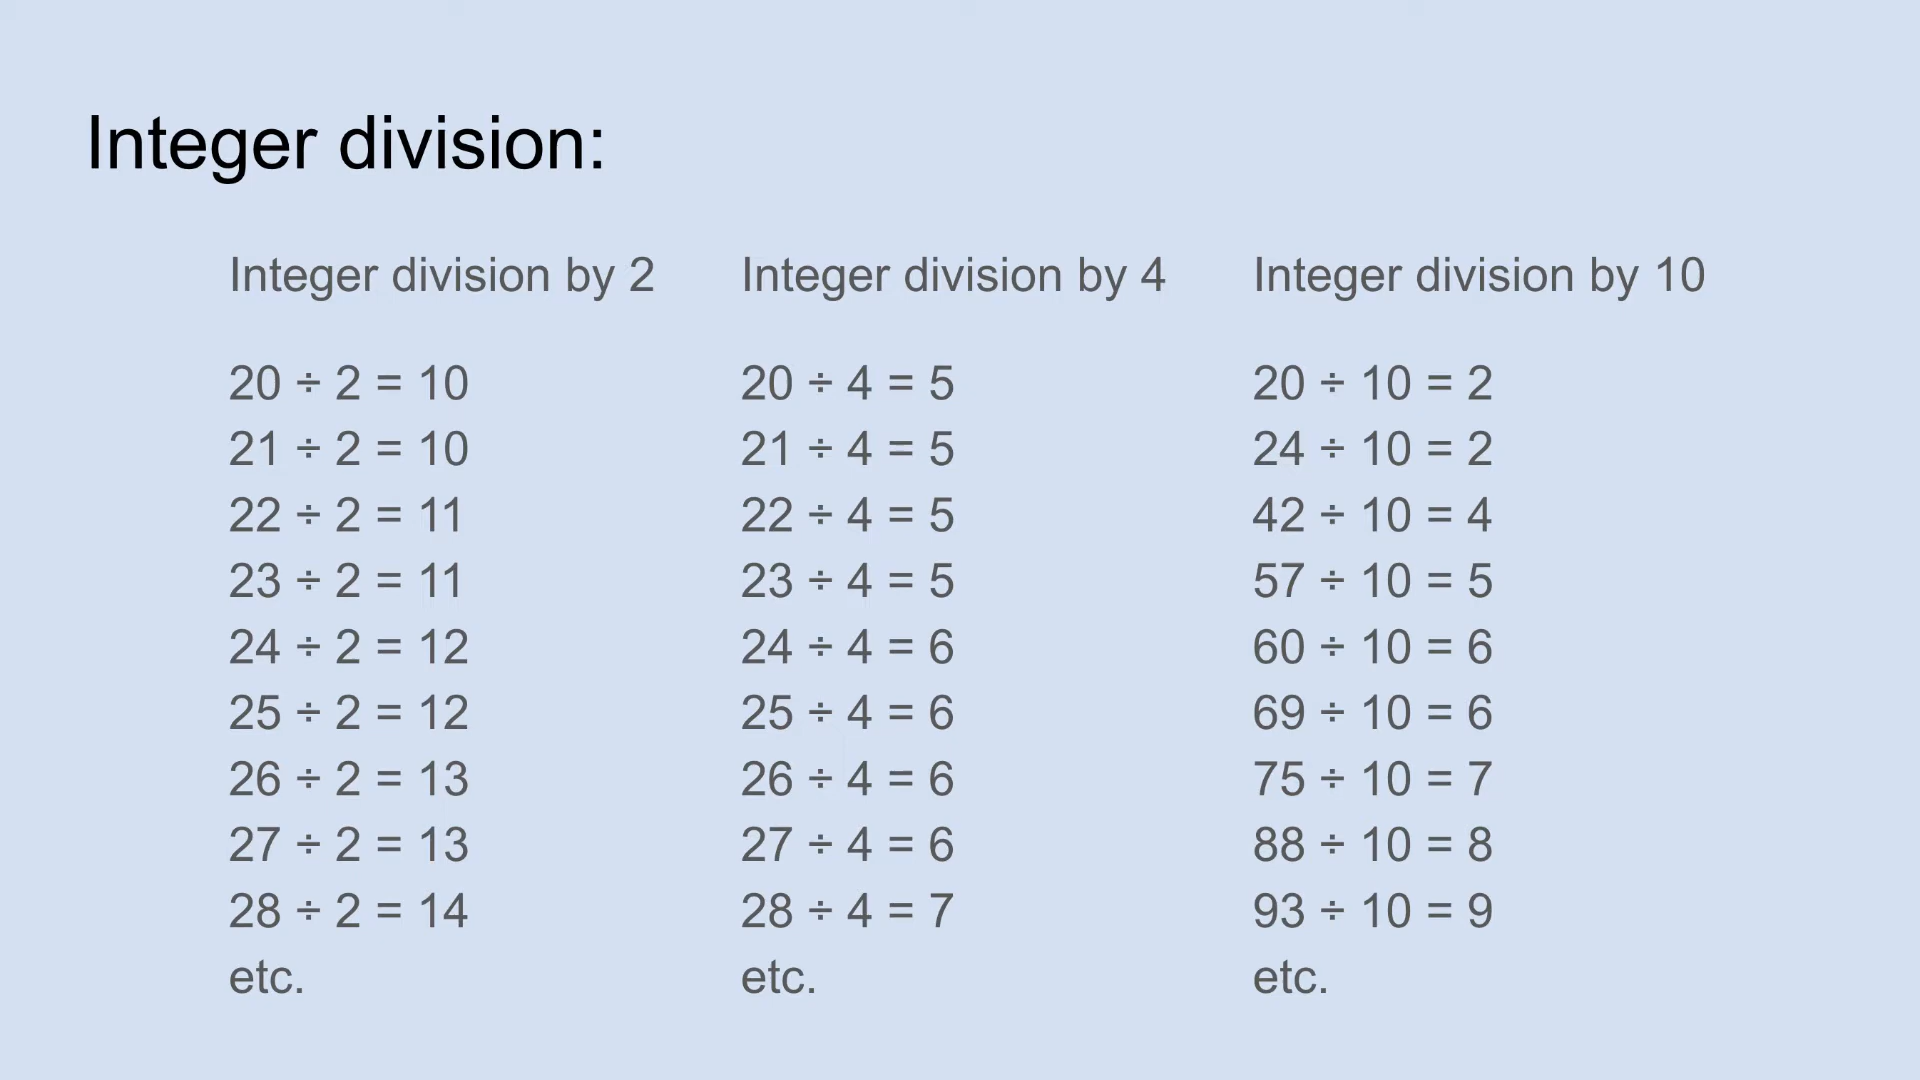 Integer division:
Integer division by 2
20 ÷ 2 = 10
21 ÷ 2 = 10
22 ÷ 2 = 11
23 ÷ 2 = 11
24 ÷ 2 = 12
25 ÷ 2 = 12
26 ÷ 2 = 13
27 ÷ 2 = 13
28 ÷ 2 = 14
etc.
Integer division by 4
20 ÷ 4 = 5
21 ÷ 4 = 5
22 ÷ 4 = 5
23 ÷ 4 = 5
24 ÷ 4 = 6
25 ÷ 4 = 6
26 ÷ 4 = 6
27 ÷ 4 = 6
28 ÷ 4 = 7
etc.
Integer division by 10
20 ÷ 10 = 2
24 ÷ 10 = 2
42 ÷ 10 = 4
57 ÷ 10 = 5
60 ÷ 10 = 6
69 ÷ 10 = 6
75 ÷ 10 = 7
88 ÷ 10 = 8
93 ÷ 10 = 9
etc.